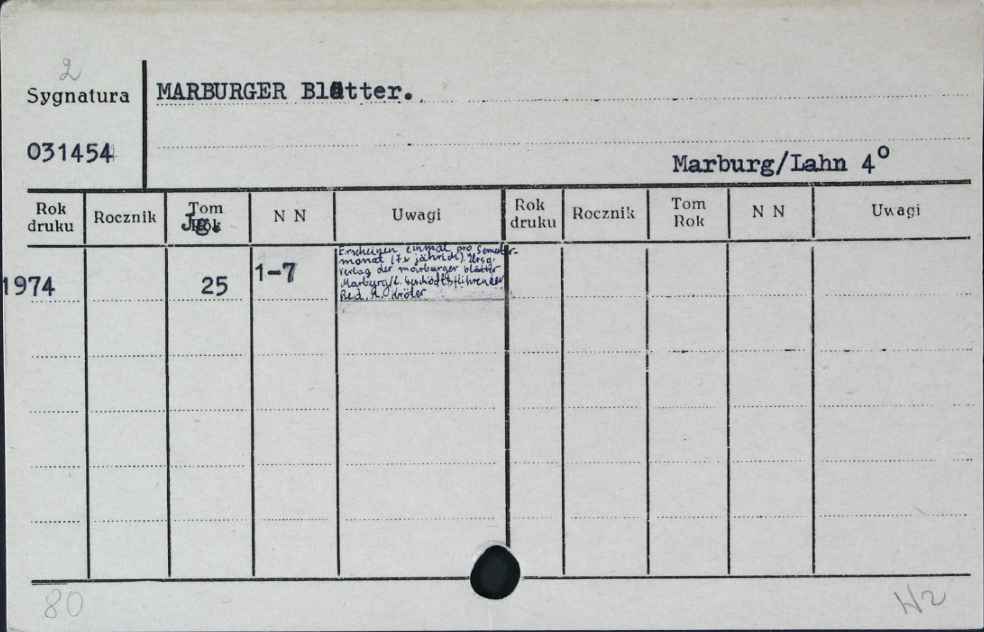 2
Sygnatura
MARBURGER Blätter.
031454
Marburg/Lahn 4°
Rok druku Rocznik Tom Rok Jg. N N Uwagi Rok druku Rocznik Tom Rok N N Uwagi
1974 25 1-7
Erscheinen einmal pro Semester-
monat (7x jährlich). Hrsg.
Verlag der marburger blätter
Marburg/L. Geschäftsführender
Red.
80